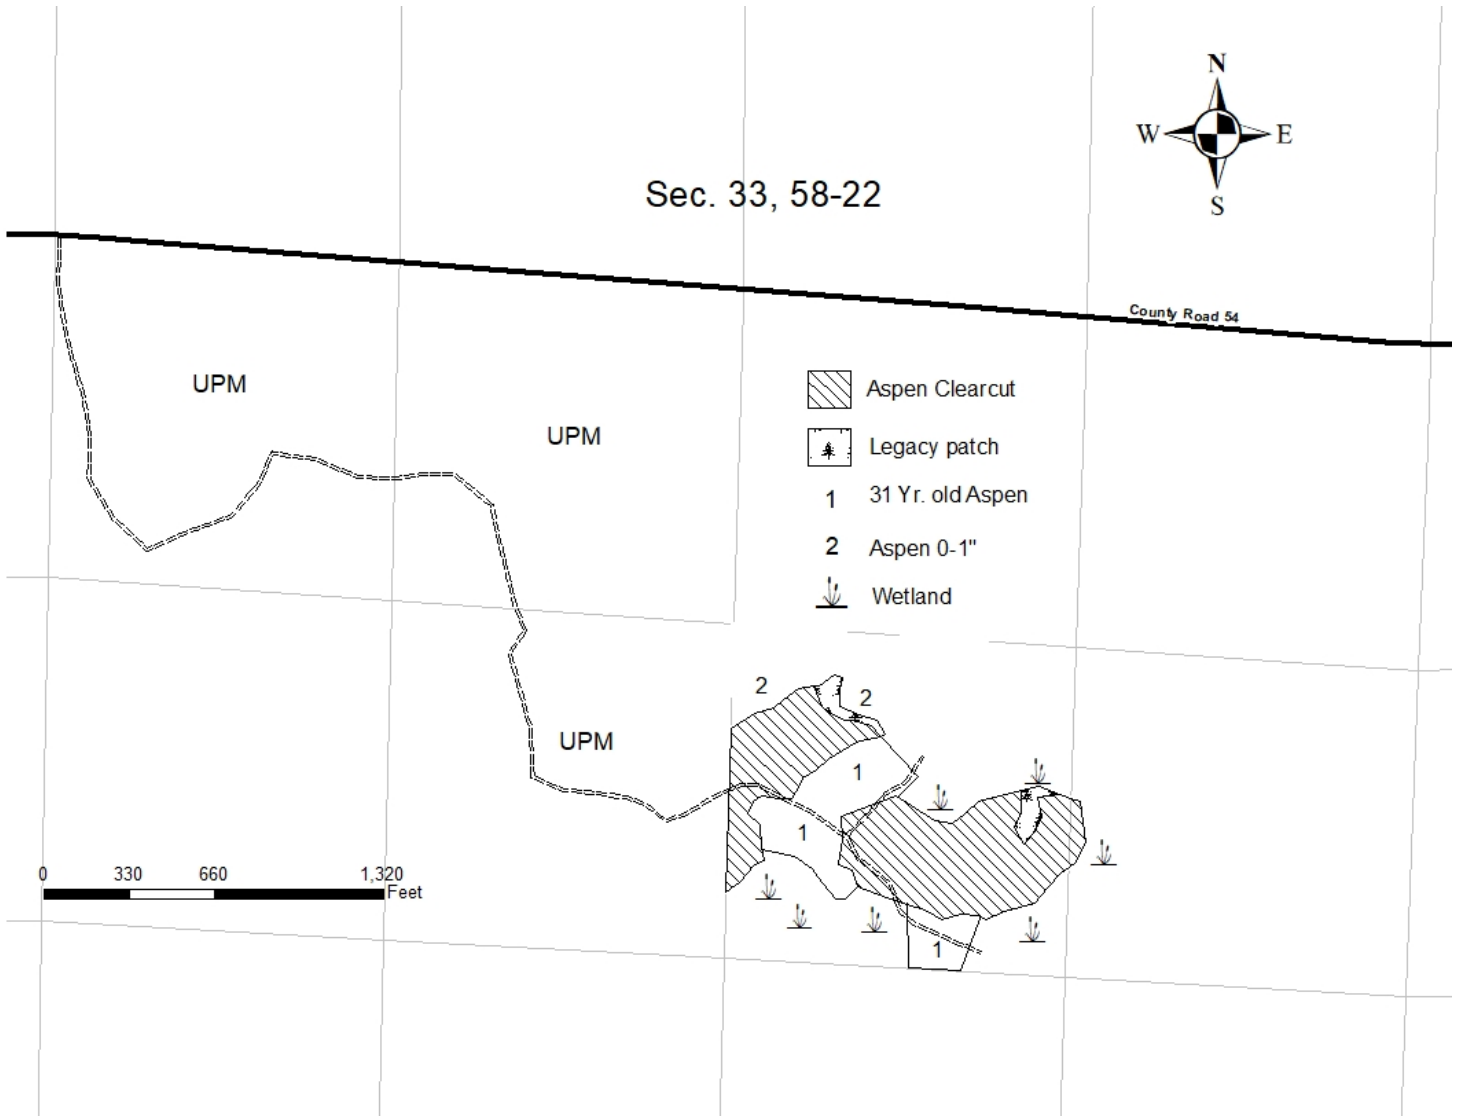 N
W E
S
Sec. 33, 58-22
County Road 54
UPM
UPM
Aspen Clearcut
Legacy patch
1 31 Yr. old Aspen
2 Aspen 0-1"
Wetland
2
2
UPM
1
1
0 330 660 1,320
Feet
1